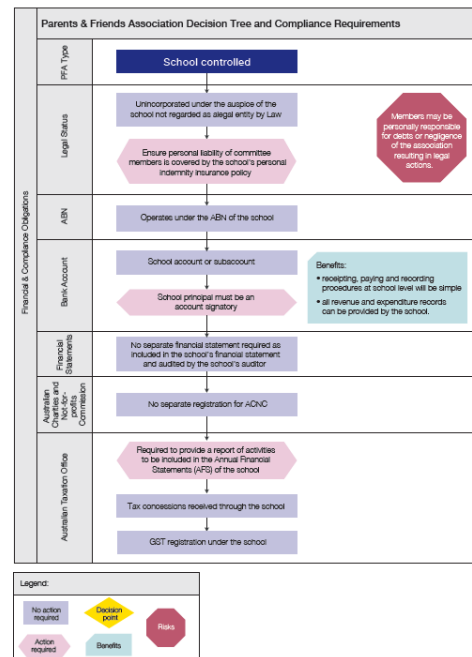 Parents & Friends Association Decision Tree and Compliance Requirements
Financial & Compliance Obligations
PFA Type
School controlled
Legal Status
Unincorporated under the auspice of the
school not regarded as alegal entity by Law
Ensure personal liability of committee
members is covered by the school's personal
indemnity insurance policy
Members may be
personally responsible
for debts or negligence
of the association
resulting in legal
actions.
ABN
Operates under the ABN of the school
Bank Account
School account or subaccount
School principal must be an
account signatory
Benefits:
• receipting, paying and recording
procedures at school level will be simple
• all revenue and expenditure records
can be provided by the school.
Financial
Statements
No separate financial statement required as
included in the school's financial statement
and audited by the school's auditor
Australian
Charities and
Not-for-
profits
Commission
No separate registration for ACNC
Australian Taxation Office
Required to provide a report of activities
to be included in the Annual Financial
Statements (AFS) of the school
Tax concessions received through the school
GST registration under the school
Legend:
No action
required
Decision
point
Risks
Action
required
Benefits